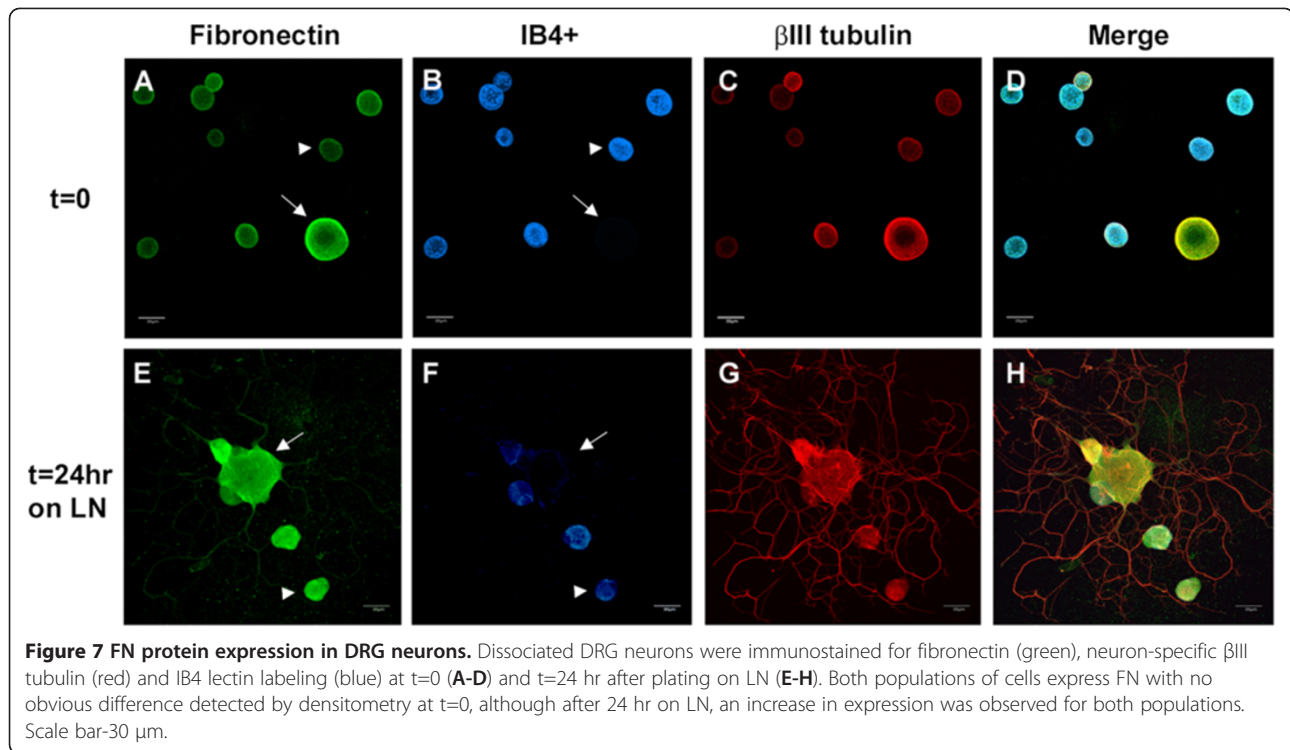 Fibronectin IB4+ βIII tubulin Merge
A B C D
t=0
E F G H
t=24hr
on LN
Figure 7 FN protein expression in DRG neurons. Dissociated DRG neurons were immunostained for fibronectin (green), neuron-specific βIII
tubulin (red) and IB4 lectin labeling (blue) at t=0 (A-D) and t=24 hr after plating on LN (E-H). Both populations of cells express FN with no
obvious difference detected by densitometry at t=0, although after 24 hr on LN, an increase in expression was observed for both populations.
Scale bar-30 μm.